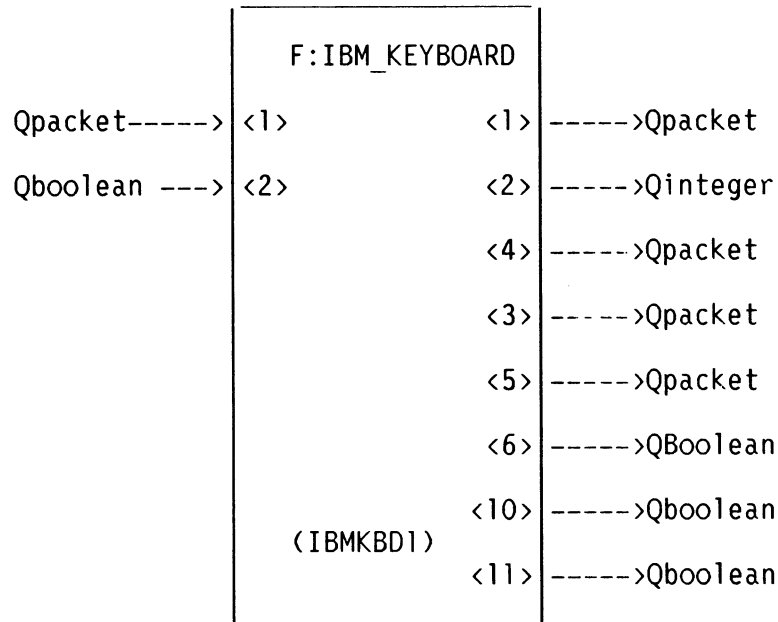 F:IBM_KEYBOARD
Qpacket-----> <1> <1> ----->Qpacket
Qboolean ---> <2> <2> ----->Qinteger
<4> ----->Qpacket
<3> ----->Qpacket
<5> ----->Qpacket
<6> ----->QBoolean
<10> ----->Qboolean
(IBMKBD1)
<11> ----->Qboolean